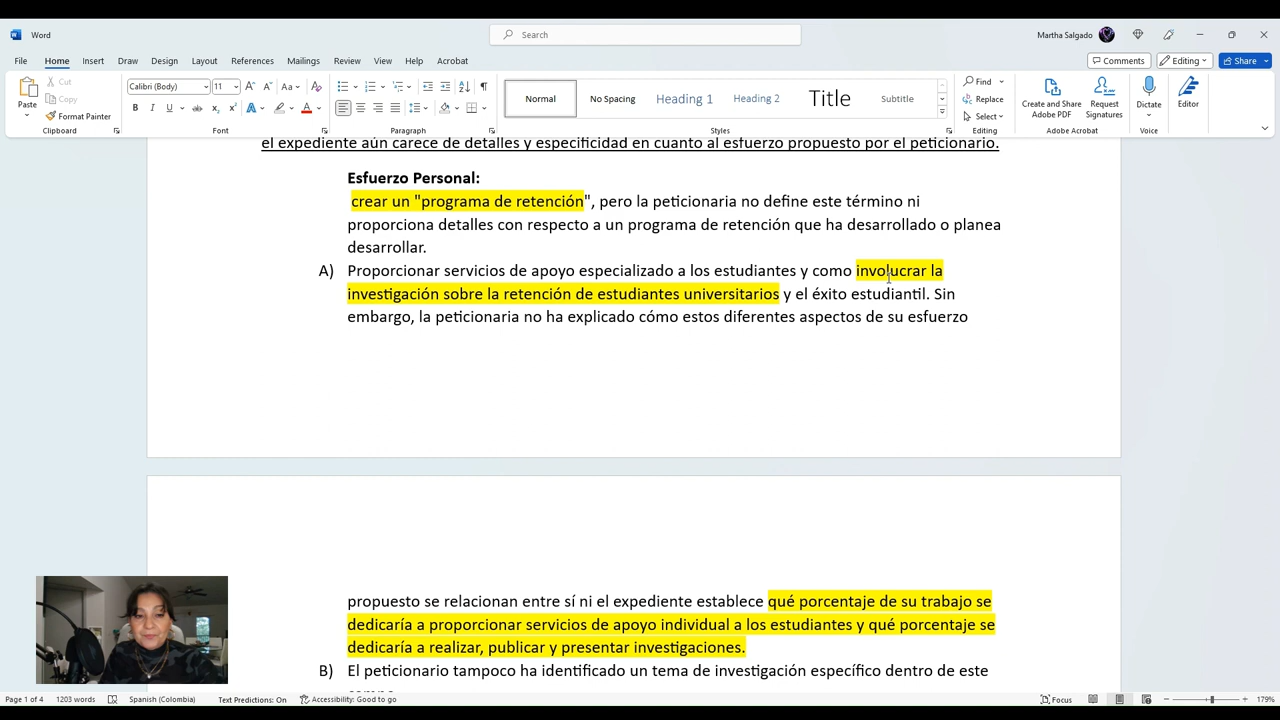 Word
Search
Martha Salgado
File Home Insert Draw Design Layout References Mailings Review View Help Acrobat
Comments Editing Share
Paste
Cut
Copy
Format Painter
Calibri (Body) 11
Normal No Spacing Heading 1 Heading 2 Title Subtitle
Find
Replace
Select
Create and Share Adobe PDF
Request Signatures
Dictate
Editor
Clipboard Font Paragraph Styles Editing Adobe Acrobat Voice Editor
el expediente aún carece de detalles y especificidad en cuanto al esfuerzo propuesto por el peticionario.
Esfuerzo Personal:
crear un "programa de retención", pero la peticionaria no define este término ni
proporciona detalles con respecto a un programa de retención que ha desarrollado o planea
desarrollar.
A) Proporcionar servicios de apoyo especializado a los estudiantes y como involucrar la
investigación sobre la retención de estudiantes universitarios y el éxito estudiantil. Sin
embargo, la peticionaria no ha explicado cómo estos diferentes aspectos de su esfuerzo
propuesto se relacionan entre sí ni el expediente establece qué porcentaje de su trabajo se
dedicaría a proporcionar servicios de apoyo individual a los estudiantes y qué porcentaje se
dedicaría a realizar, publicar y presentar investigaciones.
B) El peticionario tampoco ha identificado un tema de investigación específico dentro de este
Page 1 of 4 1203 words Spanish (Colombia) Text Predictions: On Accessibility: Good to go Focus 179%